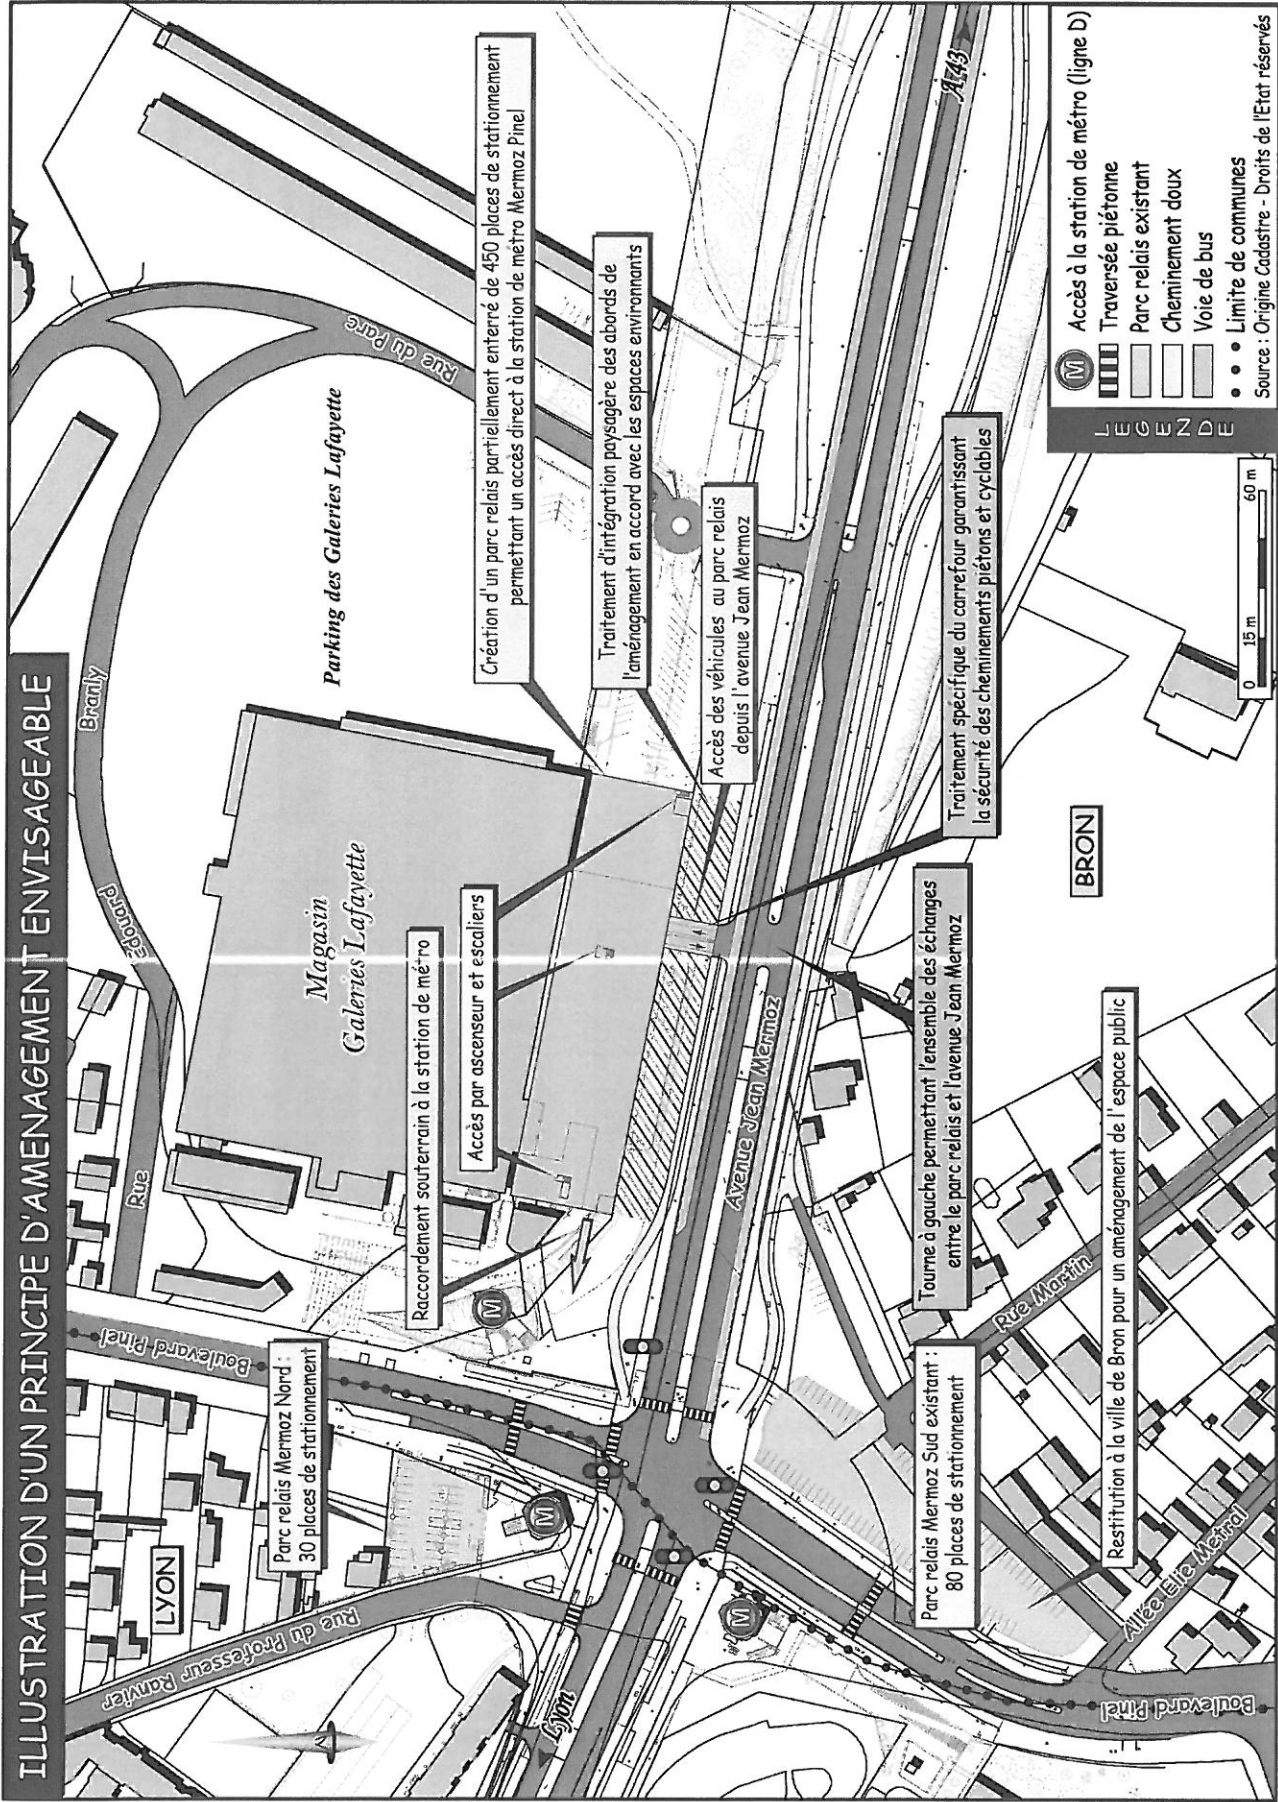 ILLUSTRATION D'UN PRINCIPE D'AMENAGEMENT ENVISAGEABLE
LYON
Rue du Professeur Ranvier
Parc relais Mermoz Nord :
30 places de stationnement
Boulevard Pinel
Rue
Edouard
Branly
Magasin
Galeries Lafayette
Parking des Galeries Lafayette
Rue du Parc
Raccordement souterrain à la station de métro
Accès par ascenseur et escaliers
Création d'un parc relais partiellement enterré de 450 places de stationnement
permettant un accès direct à la station de métro Mermoz Pinel
Traitement d'intégration paysagère des abords de
l'aménagement en accord avec les espaces environnants
Accès des véhicules au parc relais
depuis l'avenue Jean Mermoz
M
M
M
Lyon
Avenue Jean Mermoz
A 43
Traitement spécifique du carrefour garantissant
la sécurité des cheminements piétons et cyclables
Tourne à gauche permettant l'ensemble des échanges
entre le parc relais et l'avenue Jean Mermoz
Parc relais Mermoz Sud existant :
80 places de stationnement
Restitution à la ville de Bron pour un aménagement de l'espace public
Rue Martin
Allée Elie Métral
Boulevard Pinel
BRON
0 15 m 60 m
LEGENDE
M Accès à la station de métro (ligne D)
Traversée piétonne
Parc relais existant
Cheminement doux
Voie de bus
Limite de communes
Source : Origine Cadastre - Droits de l'Etat réservés